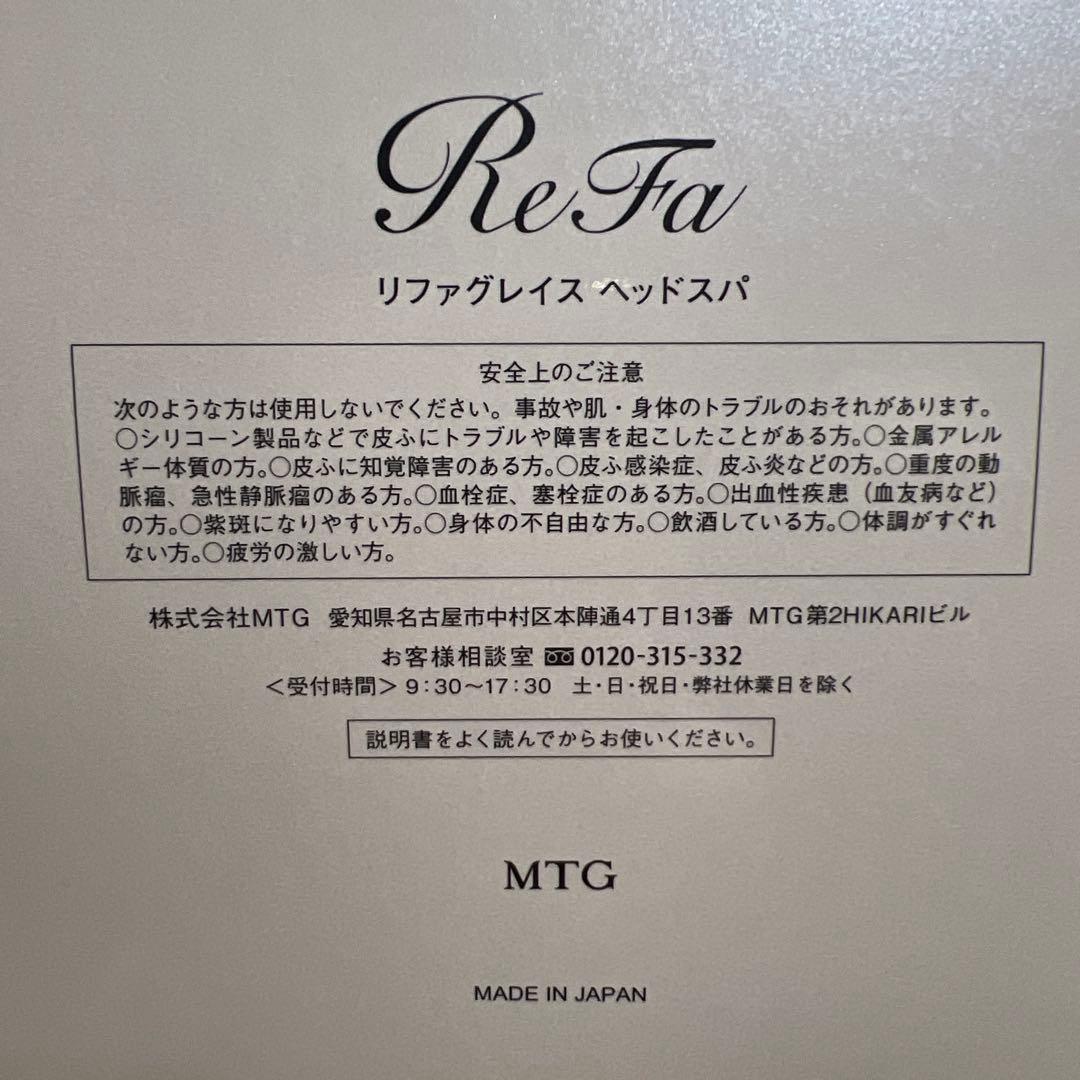 ReFa
リファグレイス ヘッドスパ
安全上のご注意
次のような方は使用しないでください。事故や肌・身体のトラブルのおそれがあります。
○シリコーン製品などで皮ふにトラブルや障害を起こしたことがある方。○金属アレル
ギー体質の方。○皮ふに知覚障害のある方。○皮ふ感染症、皮ふ炎などの方。○重度の動
脈瘤、急性静脈瘤のある方。○血栓症、塞栓症のある方。○出血性疾患（血友病など）
の方。○紫斑になりやすい方。○身体の不自由な方。○飲酒している方。○体調がすぐれ
ない方。○疲労の激しい方。
株式会社MTG 愛知県名古屋市中村区本陣通4丁目13番 MTG第2HIKARIビル
お客様相談室 0120-315-332
＜受付時間＞9：30〜17：30 土・日・祝日・弊社休業日を除く
説明書をよく読んでからお使いください。
MTG
MADE IN JAPAN